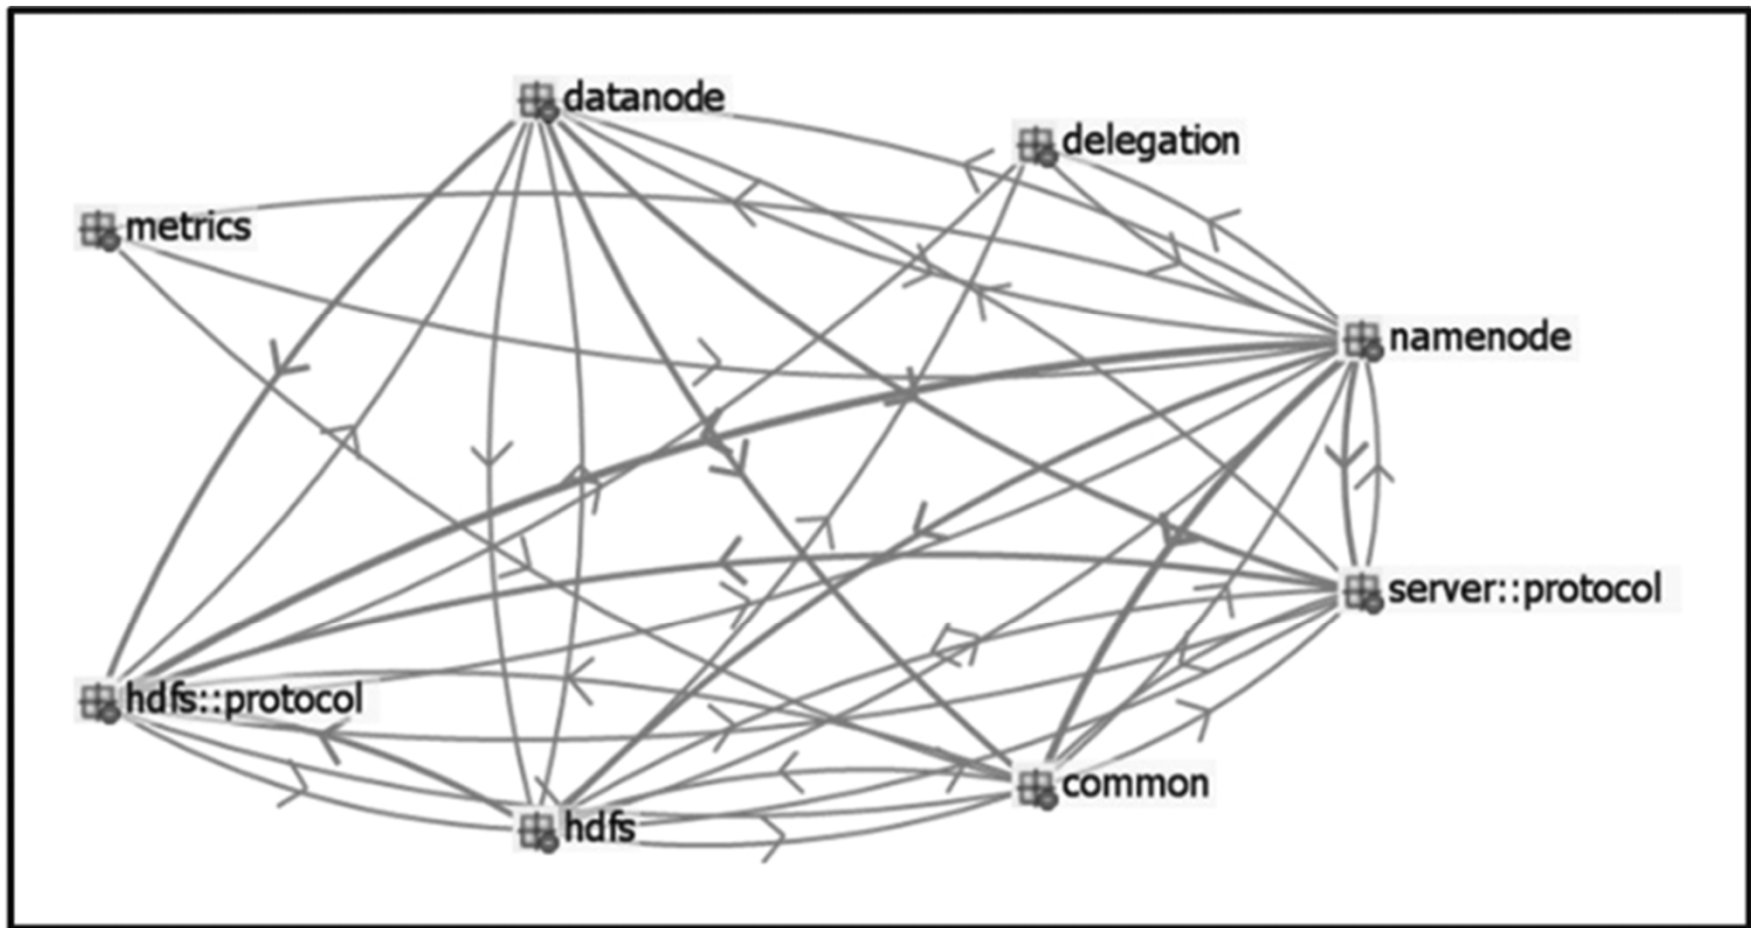 datanode
delegation
metrics
namenode
server::protocol
hdfs::protocol
common
hdfs